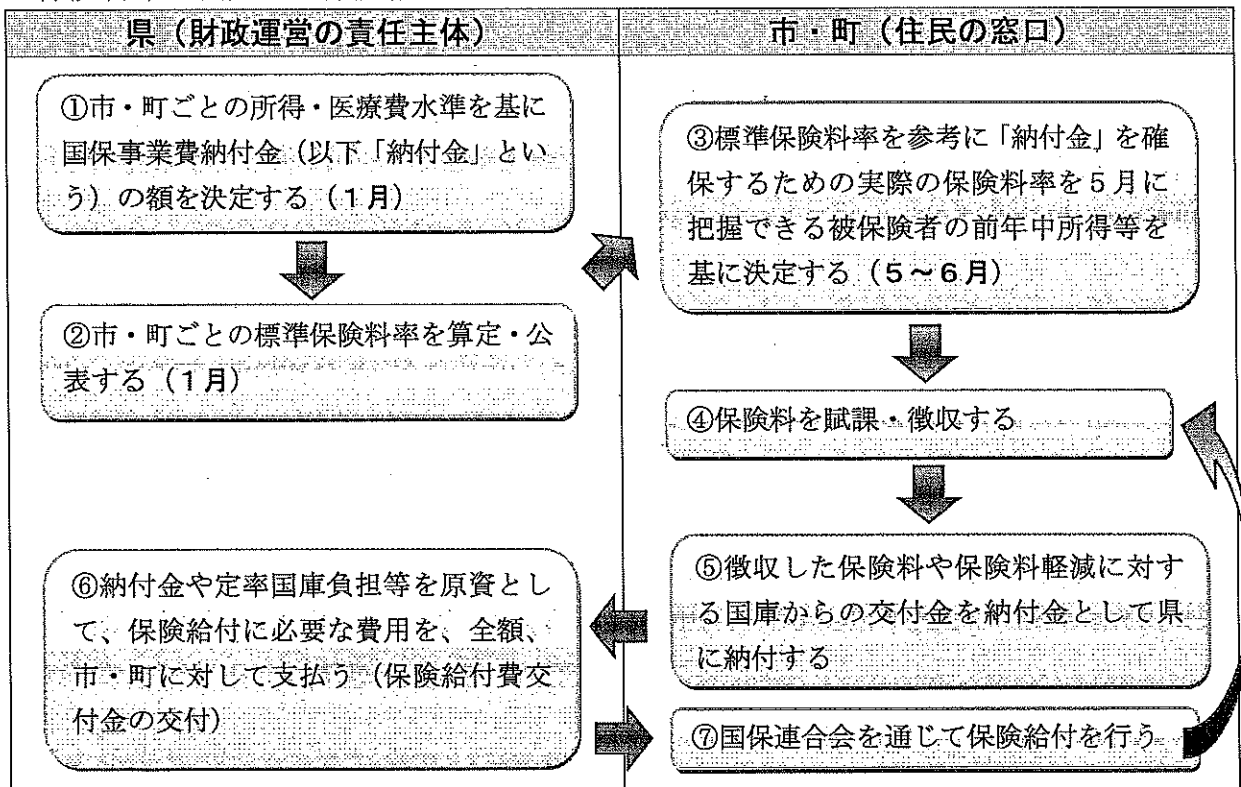 県（財政運営の責任主体）
市・町（住民の窓口）
①市・町ごとの所得・医療費水準を基に
国保事業費納付金（以下「納付金」とい
う）の額を決定する（１月）
②市・町ごとの標準保険料率を算定・公
表する（１月）
③標準保険料率を参考に「納付金」を確
保するための実際の保険料率を５月に
把握できる被保険者の前年中所得等を
基に決定する（５～６月）
④保険料を賦課・徴収する
⑤徴収した保険料や保険料軽減に対す
る国庫からの交付金を納付金として県
に納付する
⑥納付金や定率国庫負担等を原資とし
て、保険給付に必要な費用を、全額、
市・町に対して支払う（保険給付費交
付金の交付）
⑦国保連合会を通じて保険給付を行う